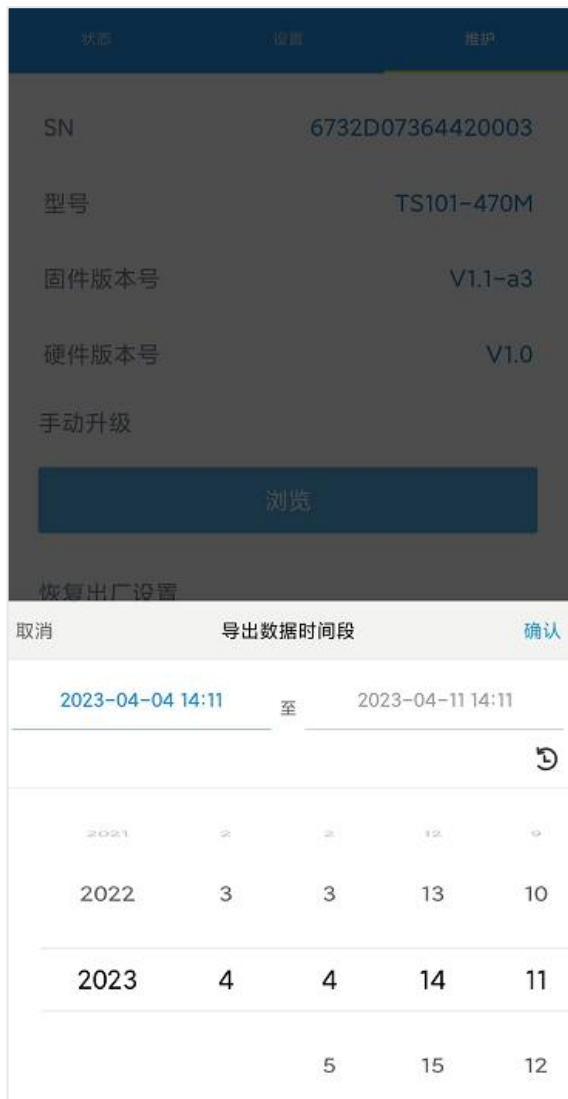 状态 设置 维护
SN 6732D07364420003
型号 TS101-470M
固件版本号 V1.1-a3
硬件版本号 V1.0
手动升级
浏览
恢复出厂设置
取消 导出数据时间段 确认
2023-04-04 14:11 至 2023-04-11 14:11
2021 2 2 12 9
2022 3 3 13 10
2023 4 4 14 11
5 15 12